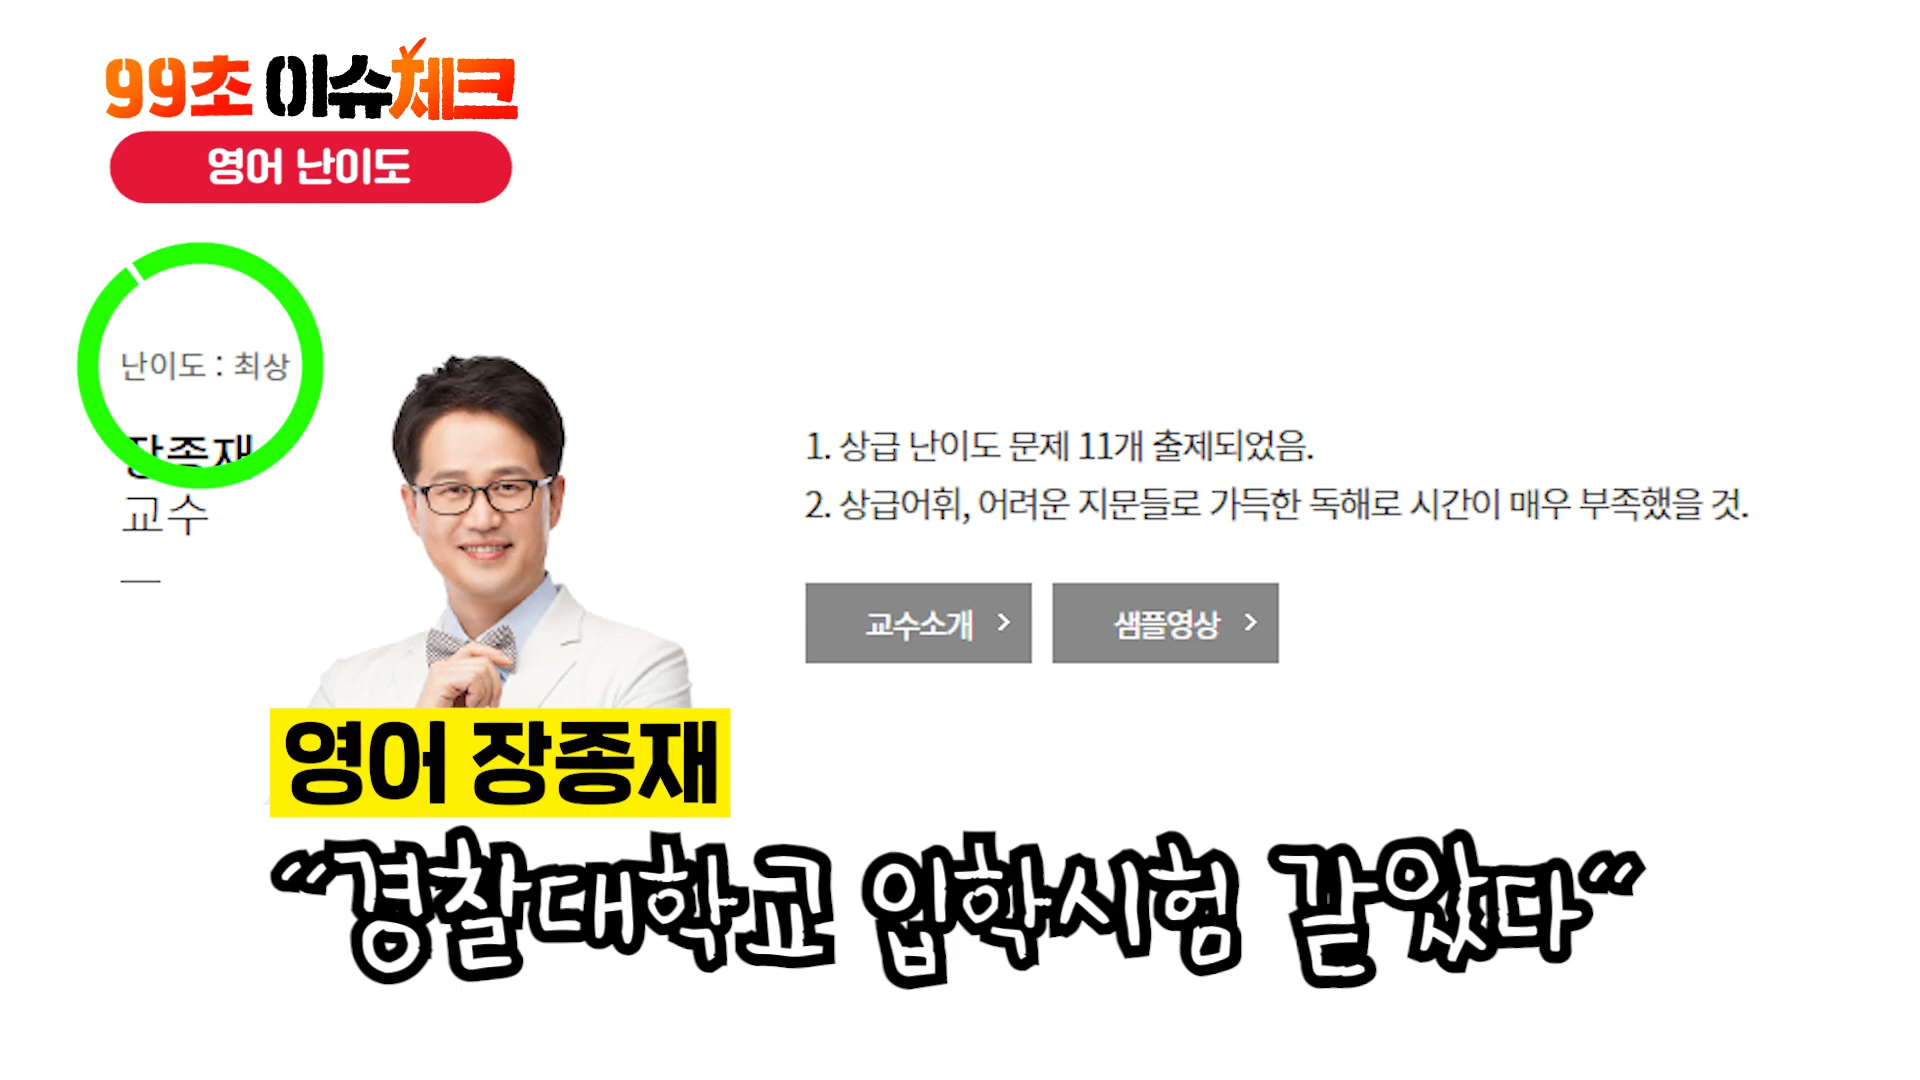 99초 이슈체크
영어 난이도
난이도 : 최상
장종재
교수
1. 상급 난이도 문제 11개 출제되었음.
2. 상급어휘, 어려운 지문들로 가득한 독해로 시간이 매우 부족했을 것.
교수소개 >
샘플영상 >
영어 장종재
“경찰대학교 입학시험 같았다“